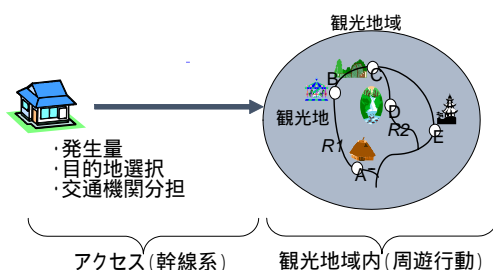 観光地域
B
C
観光地
D
R2
E
R1
A
・発生量
・目的地選択
・交通機関分担
アクセス(幹線系)
観光地域内(周遊行動)